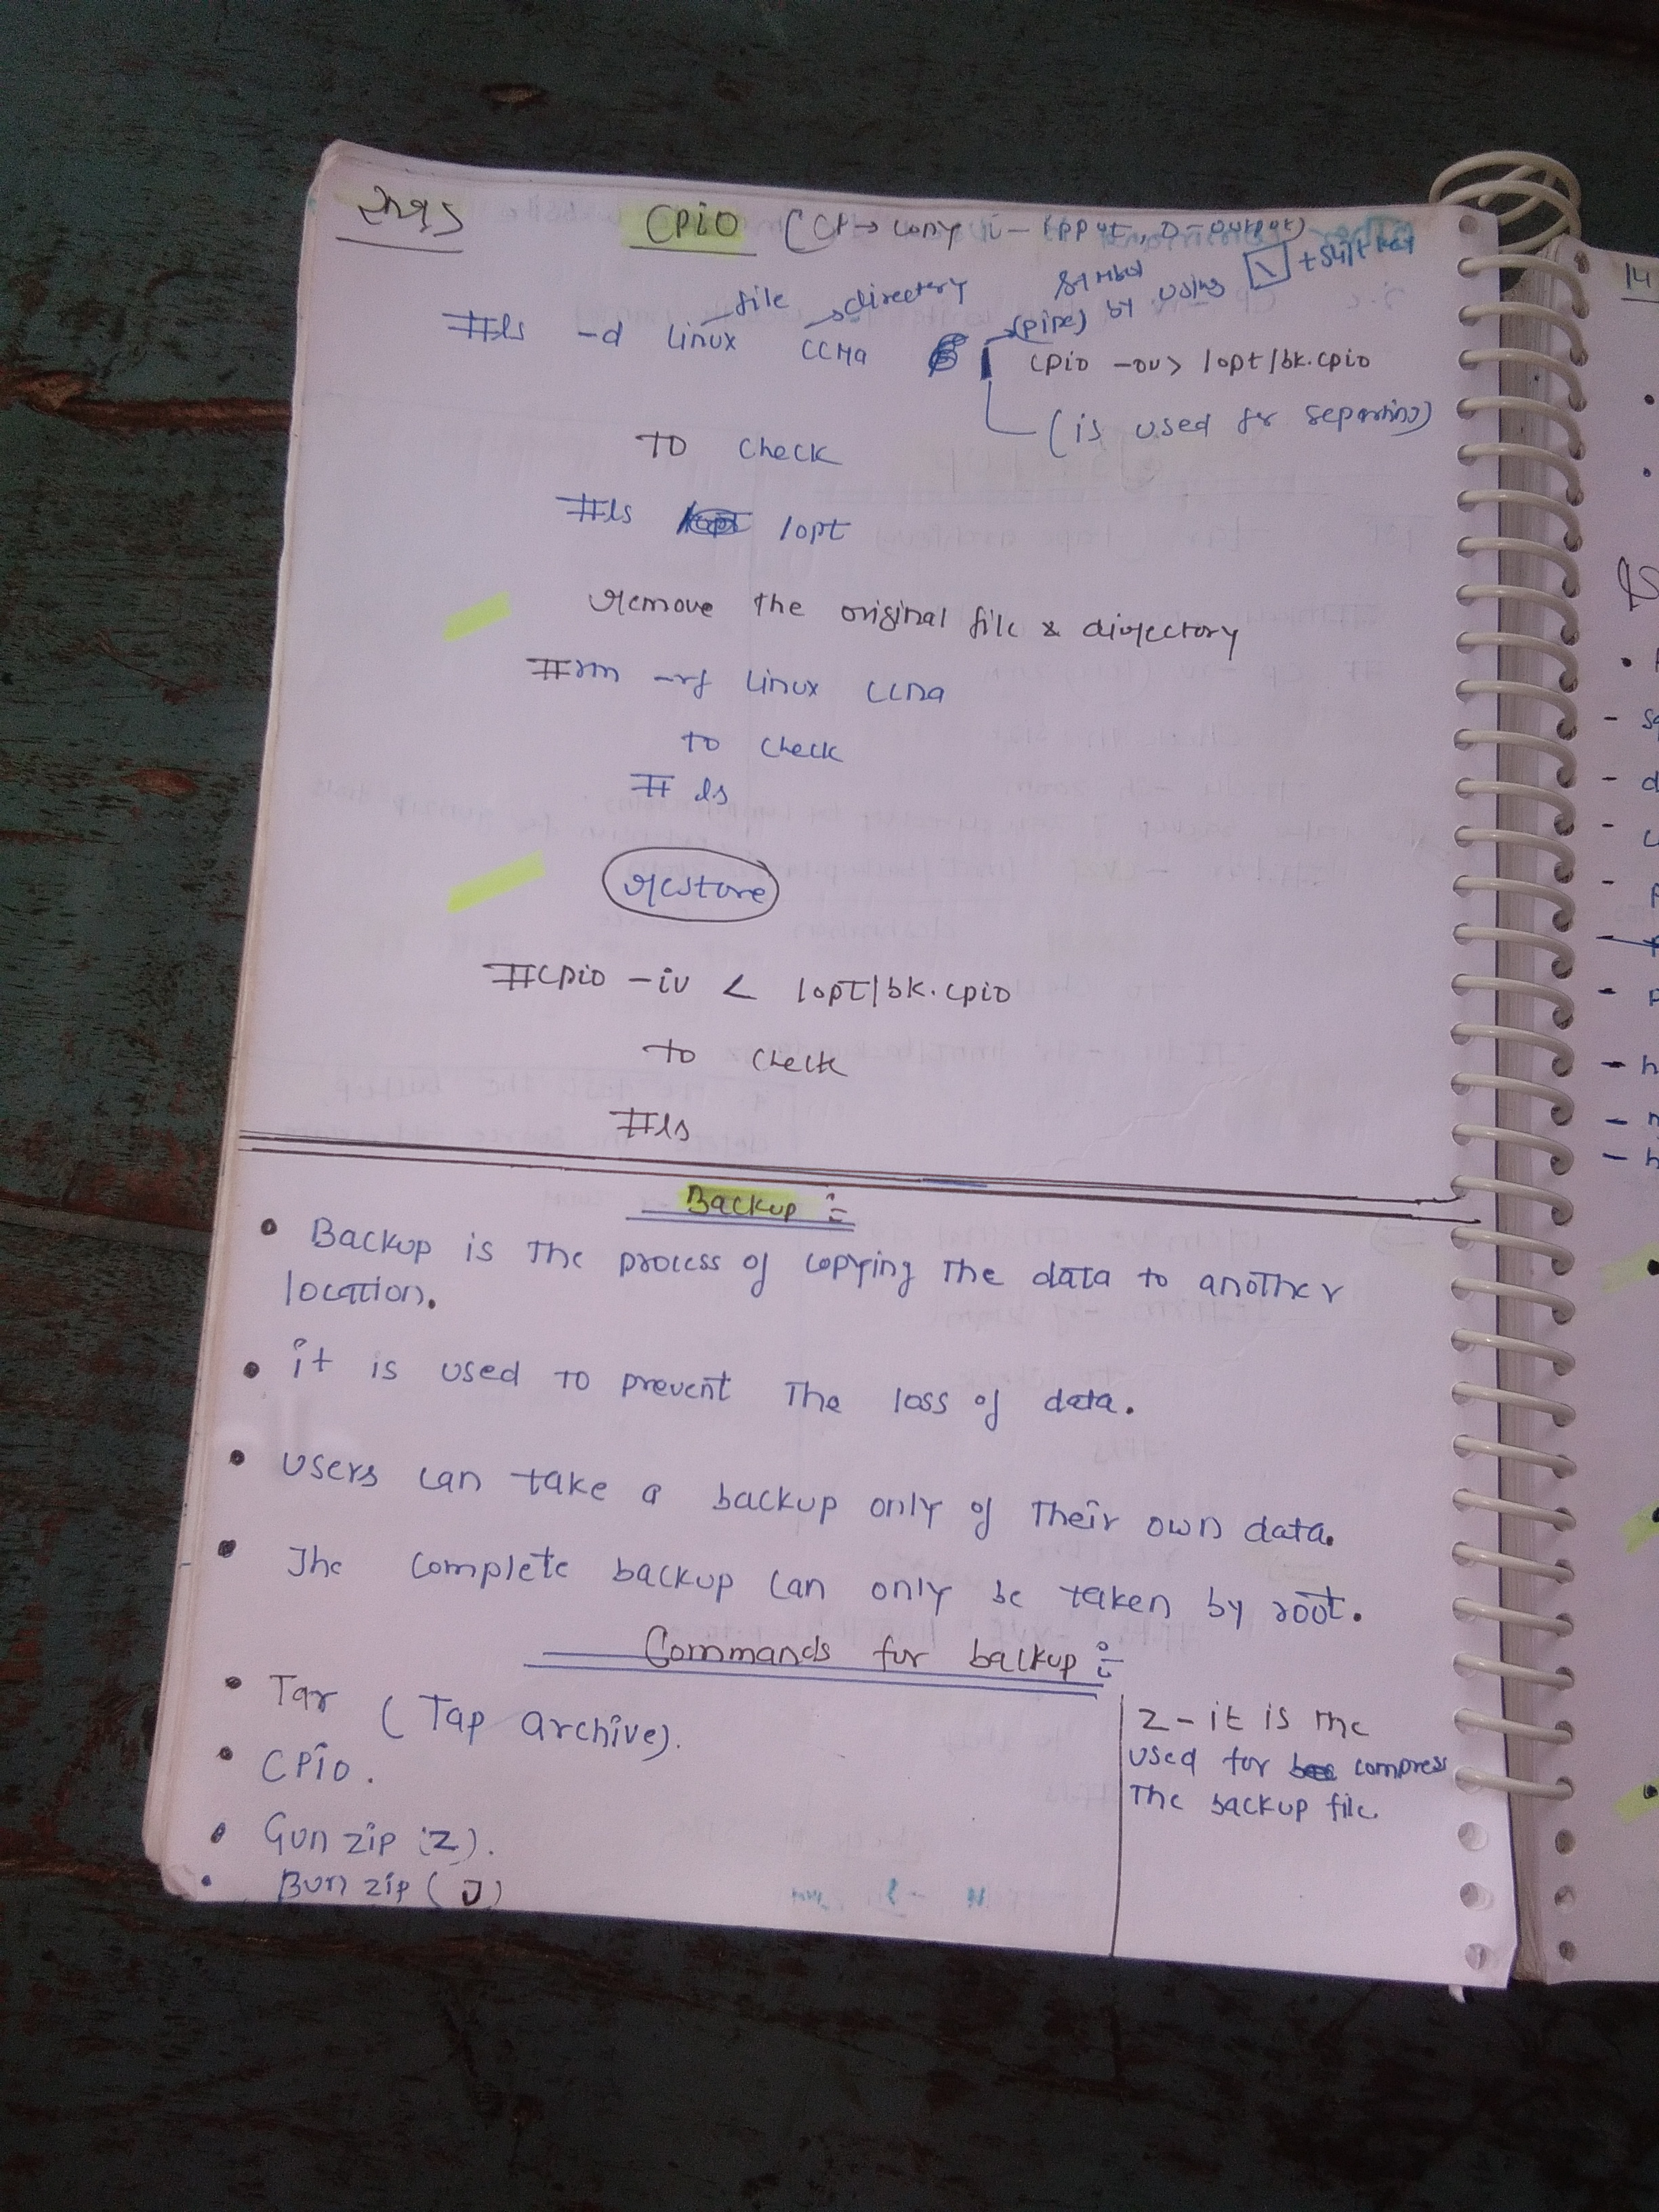 CPiO (CP→ copy i- input, O-output)
file directory symbol
(pipe) by using \ + Shift key
#ls -d Linux CCNA | cpio -ov> /opt/bk.cpio
(is used for separting)
TO check
#ls /opt
remove the original file & directory
#rm -rf Linux CCNA
to check
# ls
restore
#cpio -iv < /opt/bk.cpio
to check
#ls
Backup :-
• Backup is the process of copying the data to another
location.
• it is used to prevent The loss of data.
• users can take a backup only of their own data.
• The complete backup can only be taken by root.
Commands for backup :-
• Tar (Tap archive).
• CPio.
• Gun zip (Z).
• Bun zip (J)
z - it is the
used for compress
the backup file.
14